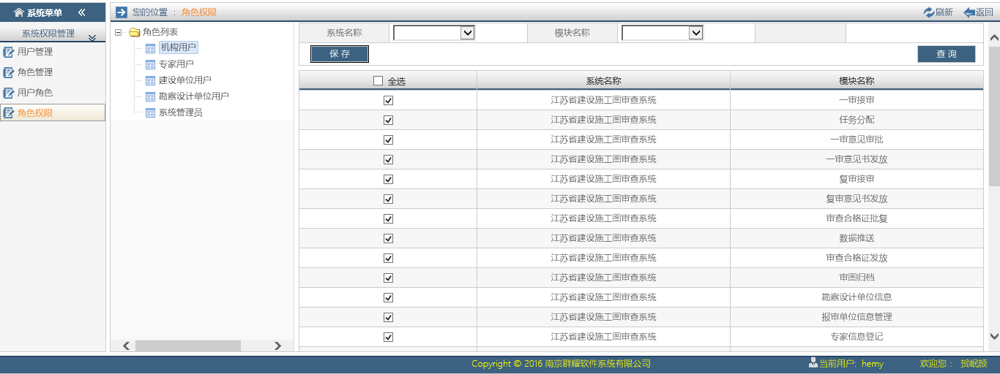 系统菜单
您的位置 : 角色权限
刷新 返回
系统权限管理
用户管理
角色管理
用户角色
角色权限
角色列表
机构用户
专家用户
建设单位用户
勘察设计单位用户
系统管理员
系统名称 模块名称
保 存 查 询
全选 系统名称 模块名称
江苏省建设施工图审查系统 一审接审
江苏省建设施工图审查系统 任务分配
江苏省建设施工图审查系统 一审意见审批
江苏省建设施工图审查系统 一审意见书发放
江苏省建设施工图审查系统 复审接审
江苏省建设施工图审查系统 复审意见书发放
江苏省建设施工图审查系统 审查合格证批复
江苏省建设施工图审查系统 数据推送
江苏省建设施工图审查系统 审查合格证发放
江苏省建设施工图审查系统 审图归档
江苏省建设施工图审查系统 勘察设计单位信息
江苏省建设施工图审查系统 报审单位信息管理
江苏省建设施工图审查系统 专家信息登记
Copyright © 2016 南京群耀软件系统有限公司 当前用户: hemy 欢迎您： 贺岷颜